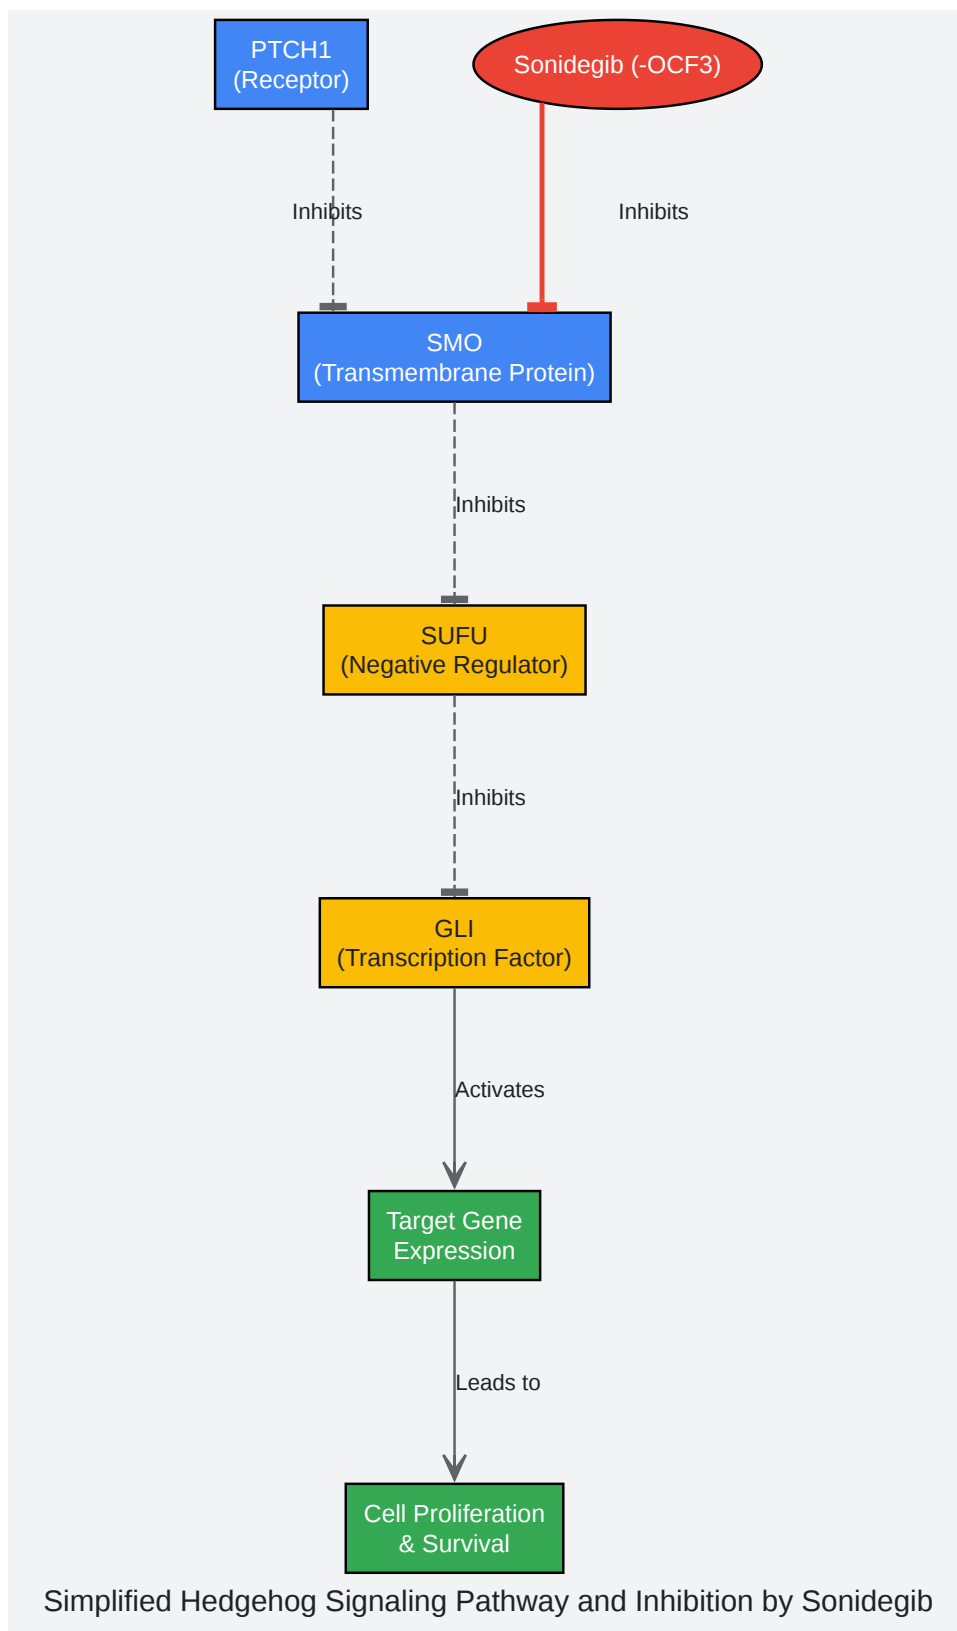 PTCH1
(Receptor)
Sonidegib (-OCF3)
Inhibits
Inhibits
SMO
(Transmembrane Protein)
Inhibits
SUFU
(Negative Regulator)
Inhibits
GLI
(Transcription Factor)
Activates
Target Gene
Expression
Leads to
Cell Proliferation
& Survival
Simplified Hedgehog Signaling Pathway and Inhibition by Sonidegib